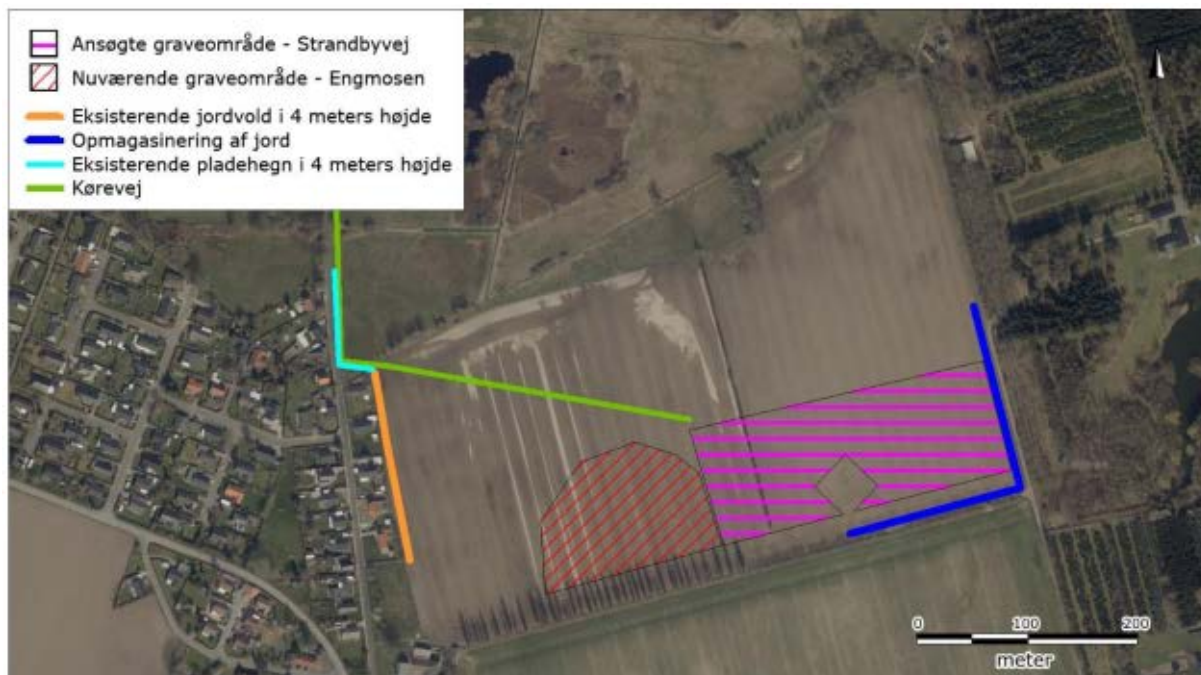 Ansøgte graveområde - Strandbyvej
Nuværende graveområde - Engmosen
Eksisterende jordvold i 4 meters højde
Opmagasinering af jord
Eksisterende pladehegn i 4 meters højde
Kørevej
0 100 200
meter